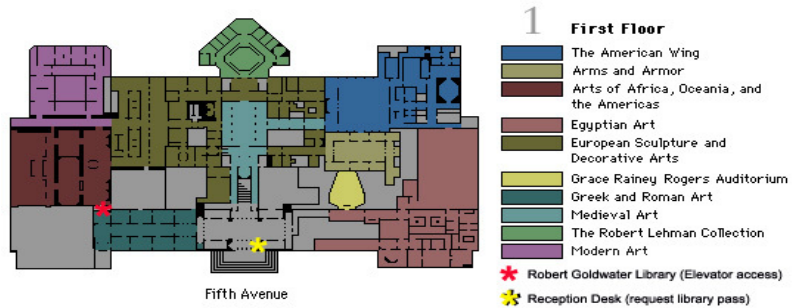 1 First Floor
The American Wing
Arms and Armor
Arts of Africa, Oceania, and
the Americas
Egyptian Art
European Sculpture and
Decorative Arts
Grace Rainey Rogers Auditorium
Greek and Roman Art
Medieval Art
The Robert Lehman Collection
Modern Art
Robert Goldwater Library (Elevator access)
Reception Desk (request library pass)
Fifth Avenue